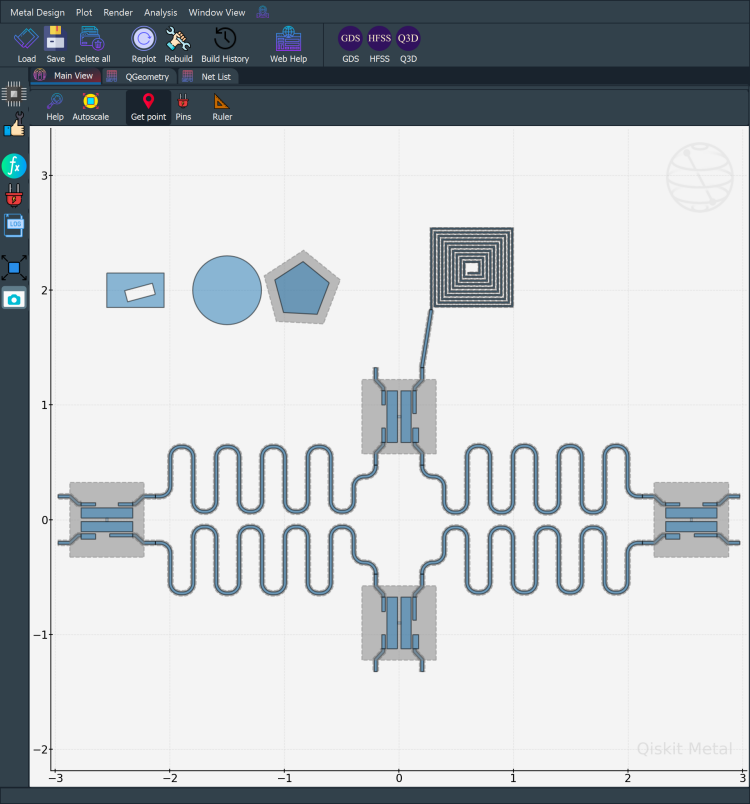 Metal Design Plot Render Analysis Window View
GDS HFSS Q3D
Load Save Delete all Replot Rebuild Build History Web Help GDS HFSS Q3D
Main View QGeometry Net List
Help Autoscale Get point Pins Ruler
fx
LOG
3
2
1
0
−1
−2
Qiskit Metal
−3 −2 −1 0 1 2 3